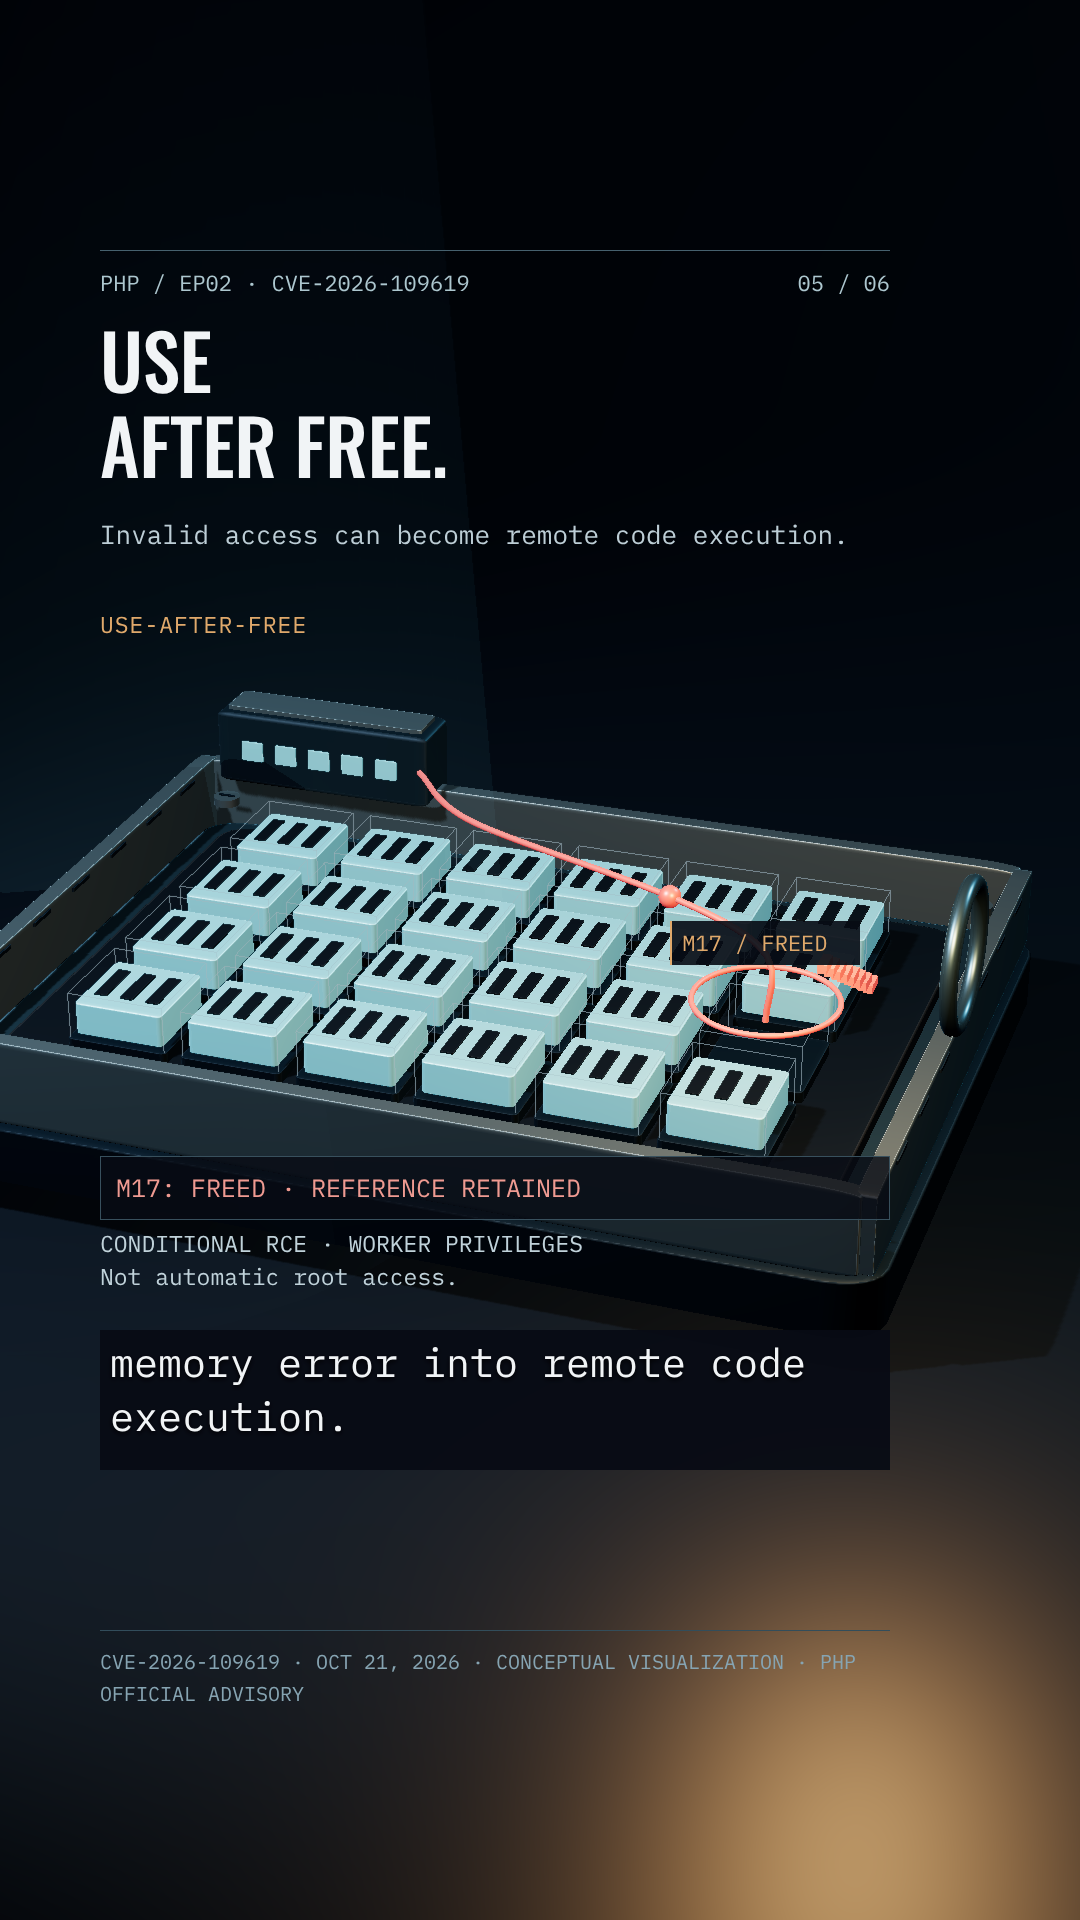 PHP / EP02 · CVE-2026-109619
05 / 06
USE
AFTER FREE.
Invalid access can become remote code execution.
USE-AFTER-FREE
M17 / FREED
M17: FREED · REFERENCE RETAINED
CONDITIONAL RCE · WORKER PRIVILEGES
Not automatic root access.
memory error into remote code
execution.
CVE-2026-109619 · OCT 21, 2026 · CONCEPTUAL VISUALIZATION · PHP
OFFICIAL ADVISORY